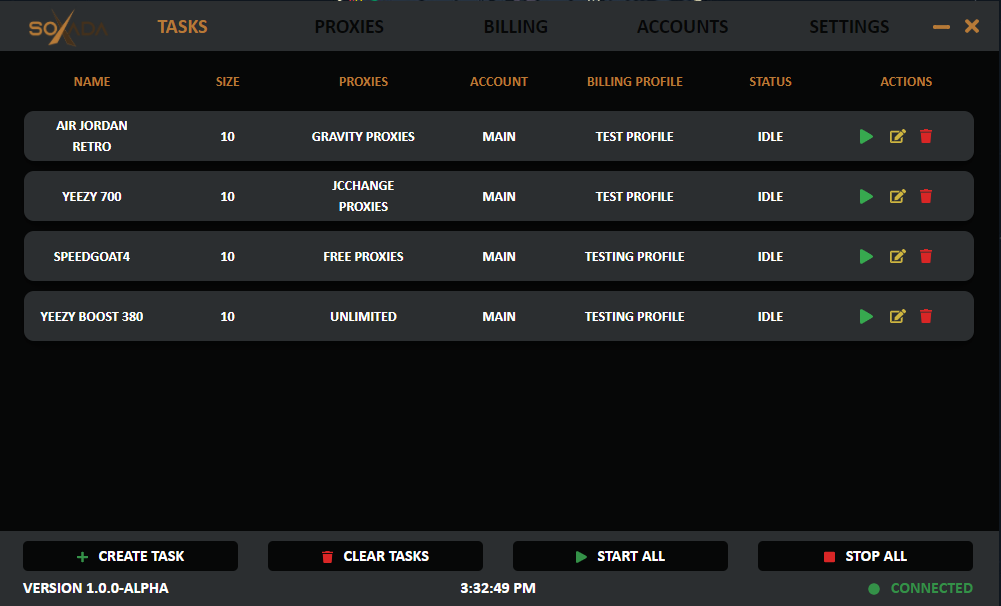 SOXADA TASKS PROXIES BILLING ACCOUNTS SETTINGS
NAME SIZE PROXIES ACCOUNT BILLING PROFILE STATUS ACTIONS
AIR JORDAN
RETRO 10 GRAVITY PROXIES MAIN TEST PROFILE IDLE
YEEZY 700 10 JCCHANGE
PROXIES MAIN TEST PROFILE IDLE
SPEEDGOAT4 10 FREE PROXIES MAIN TESTING PROFILE IDLE
YEEZY BOOST 380 10 UNLIMITED MAIN TESTING PROFILE IDLE
CREATE TASK CLEAR TASKS START ALL STOP ALL
VERSION 1.0.0-ALPHA 3:32:49 PM CONNECTED